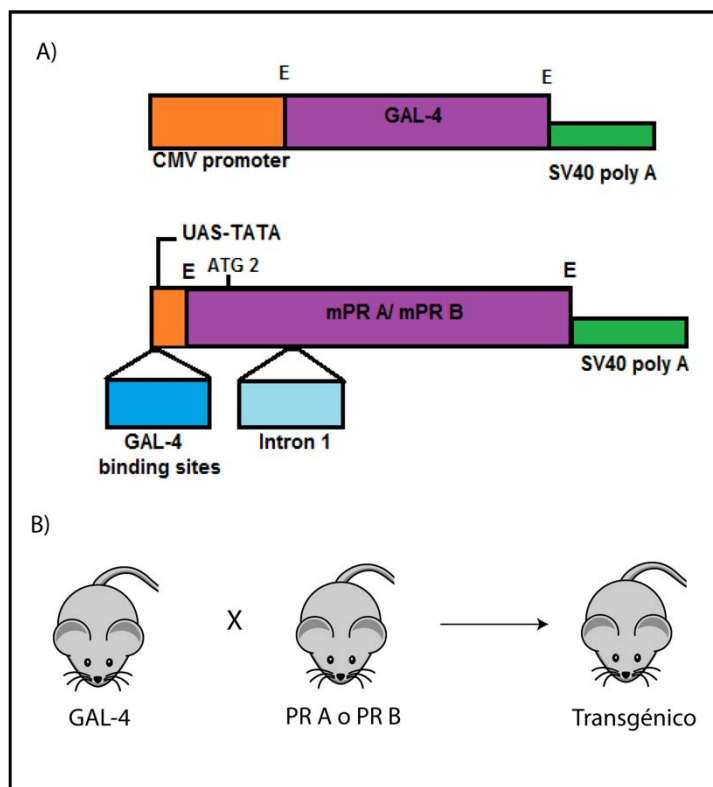 A)
E
E
GAL-4
CMV promoter
SV40 poly A
UAS-TATA
E
ATG 2
E
mPR A/ mPR B
SV40 poly A
GAL-4
binding sites
Intron 1
B)
X
GAL-4
PR A o PR B
Transgénico